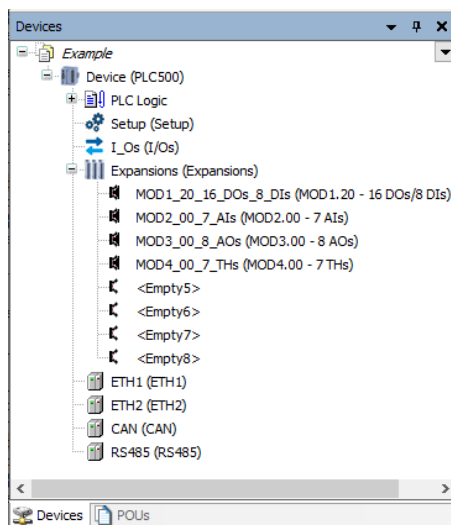 Devices
Example
Device (PLC500)
PLC Logic
Setup (Setup)
I_Os (I/Os)
Expansions (Expansions)
MOD1_20_16_DOs_8_DIs (MOD1.20 - 16 DOs/8 DIs)
MOD2_00_7_AIs (MOD2.00 - 7 AIs)
MOD3_00_8_AOs (MOD3.00 - 8 AOs)
MOD4_00_7_THs (MOD4.00 - 7 THs)
<Empty5>
<Empty6>
<Empty7>
<Empty8>
ETH1 (ETH1)
ETH2 (ETH2)
CAN (CAN)
RS485 (RS485)
Devices POUs